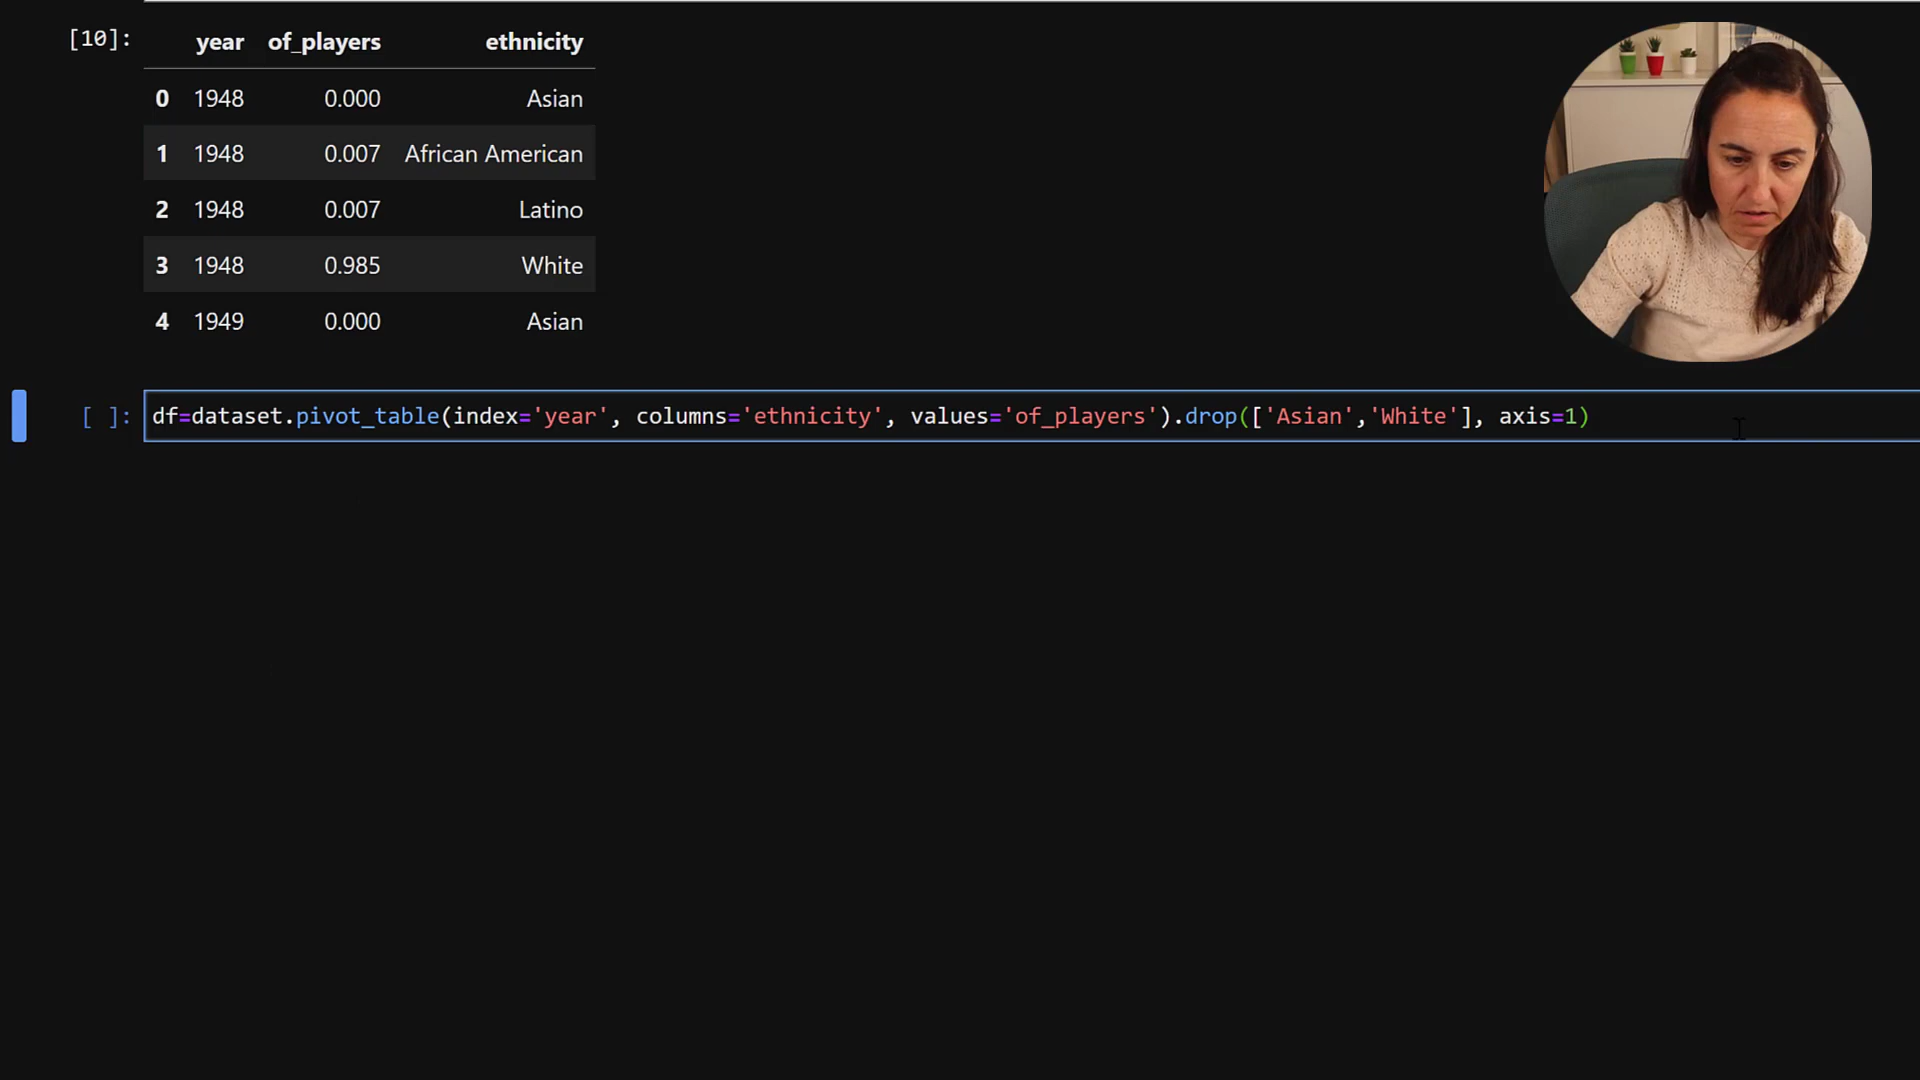 [10]: year of_players ethnicity
0 1948 0.000 Asian
1 1948 0.007 African American
2 1948 0.007 Latino
3 1948 0.985 White
4 1949 0.000 Asian
[ ]: df=dataset.pivot_table(index='year', columns='ethnicity', values='of_players').drop(['Asian','White'], axis=1)